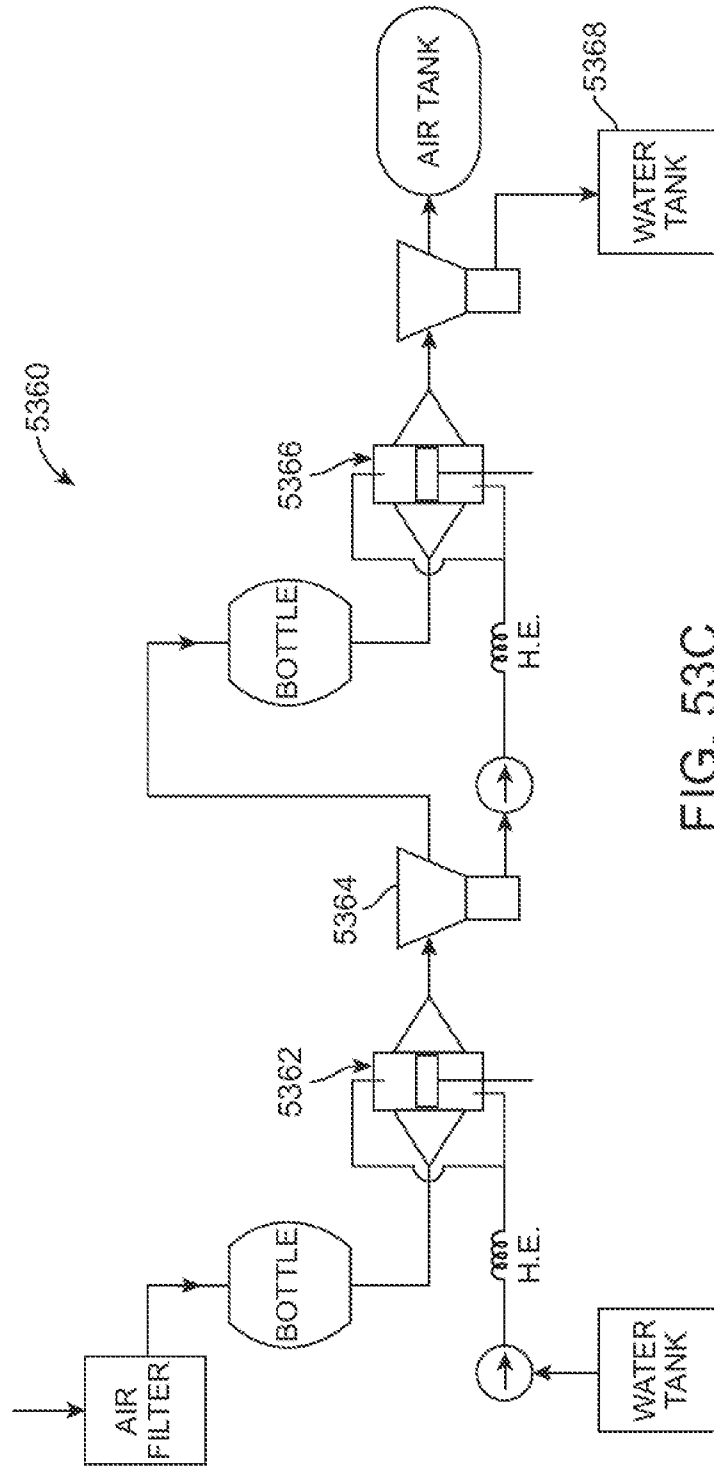 5360
AIR
FILTER
BOTTLE
5362
5364
BOTTLE
5366
AIR TANK
H.E.
H.E.
WATER
TANK
WATER
TANK
5368
FIG. 53C